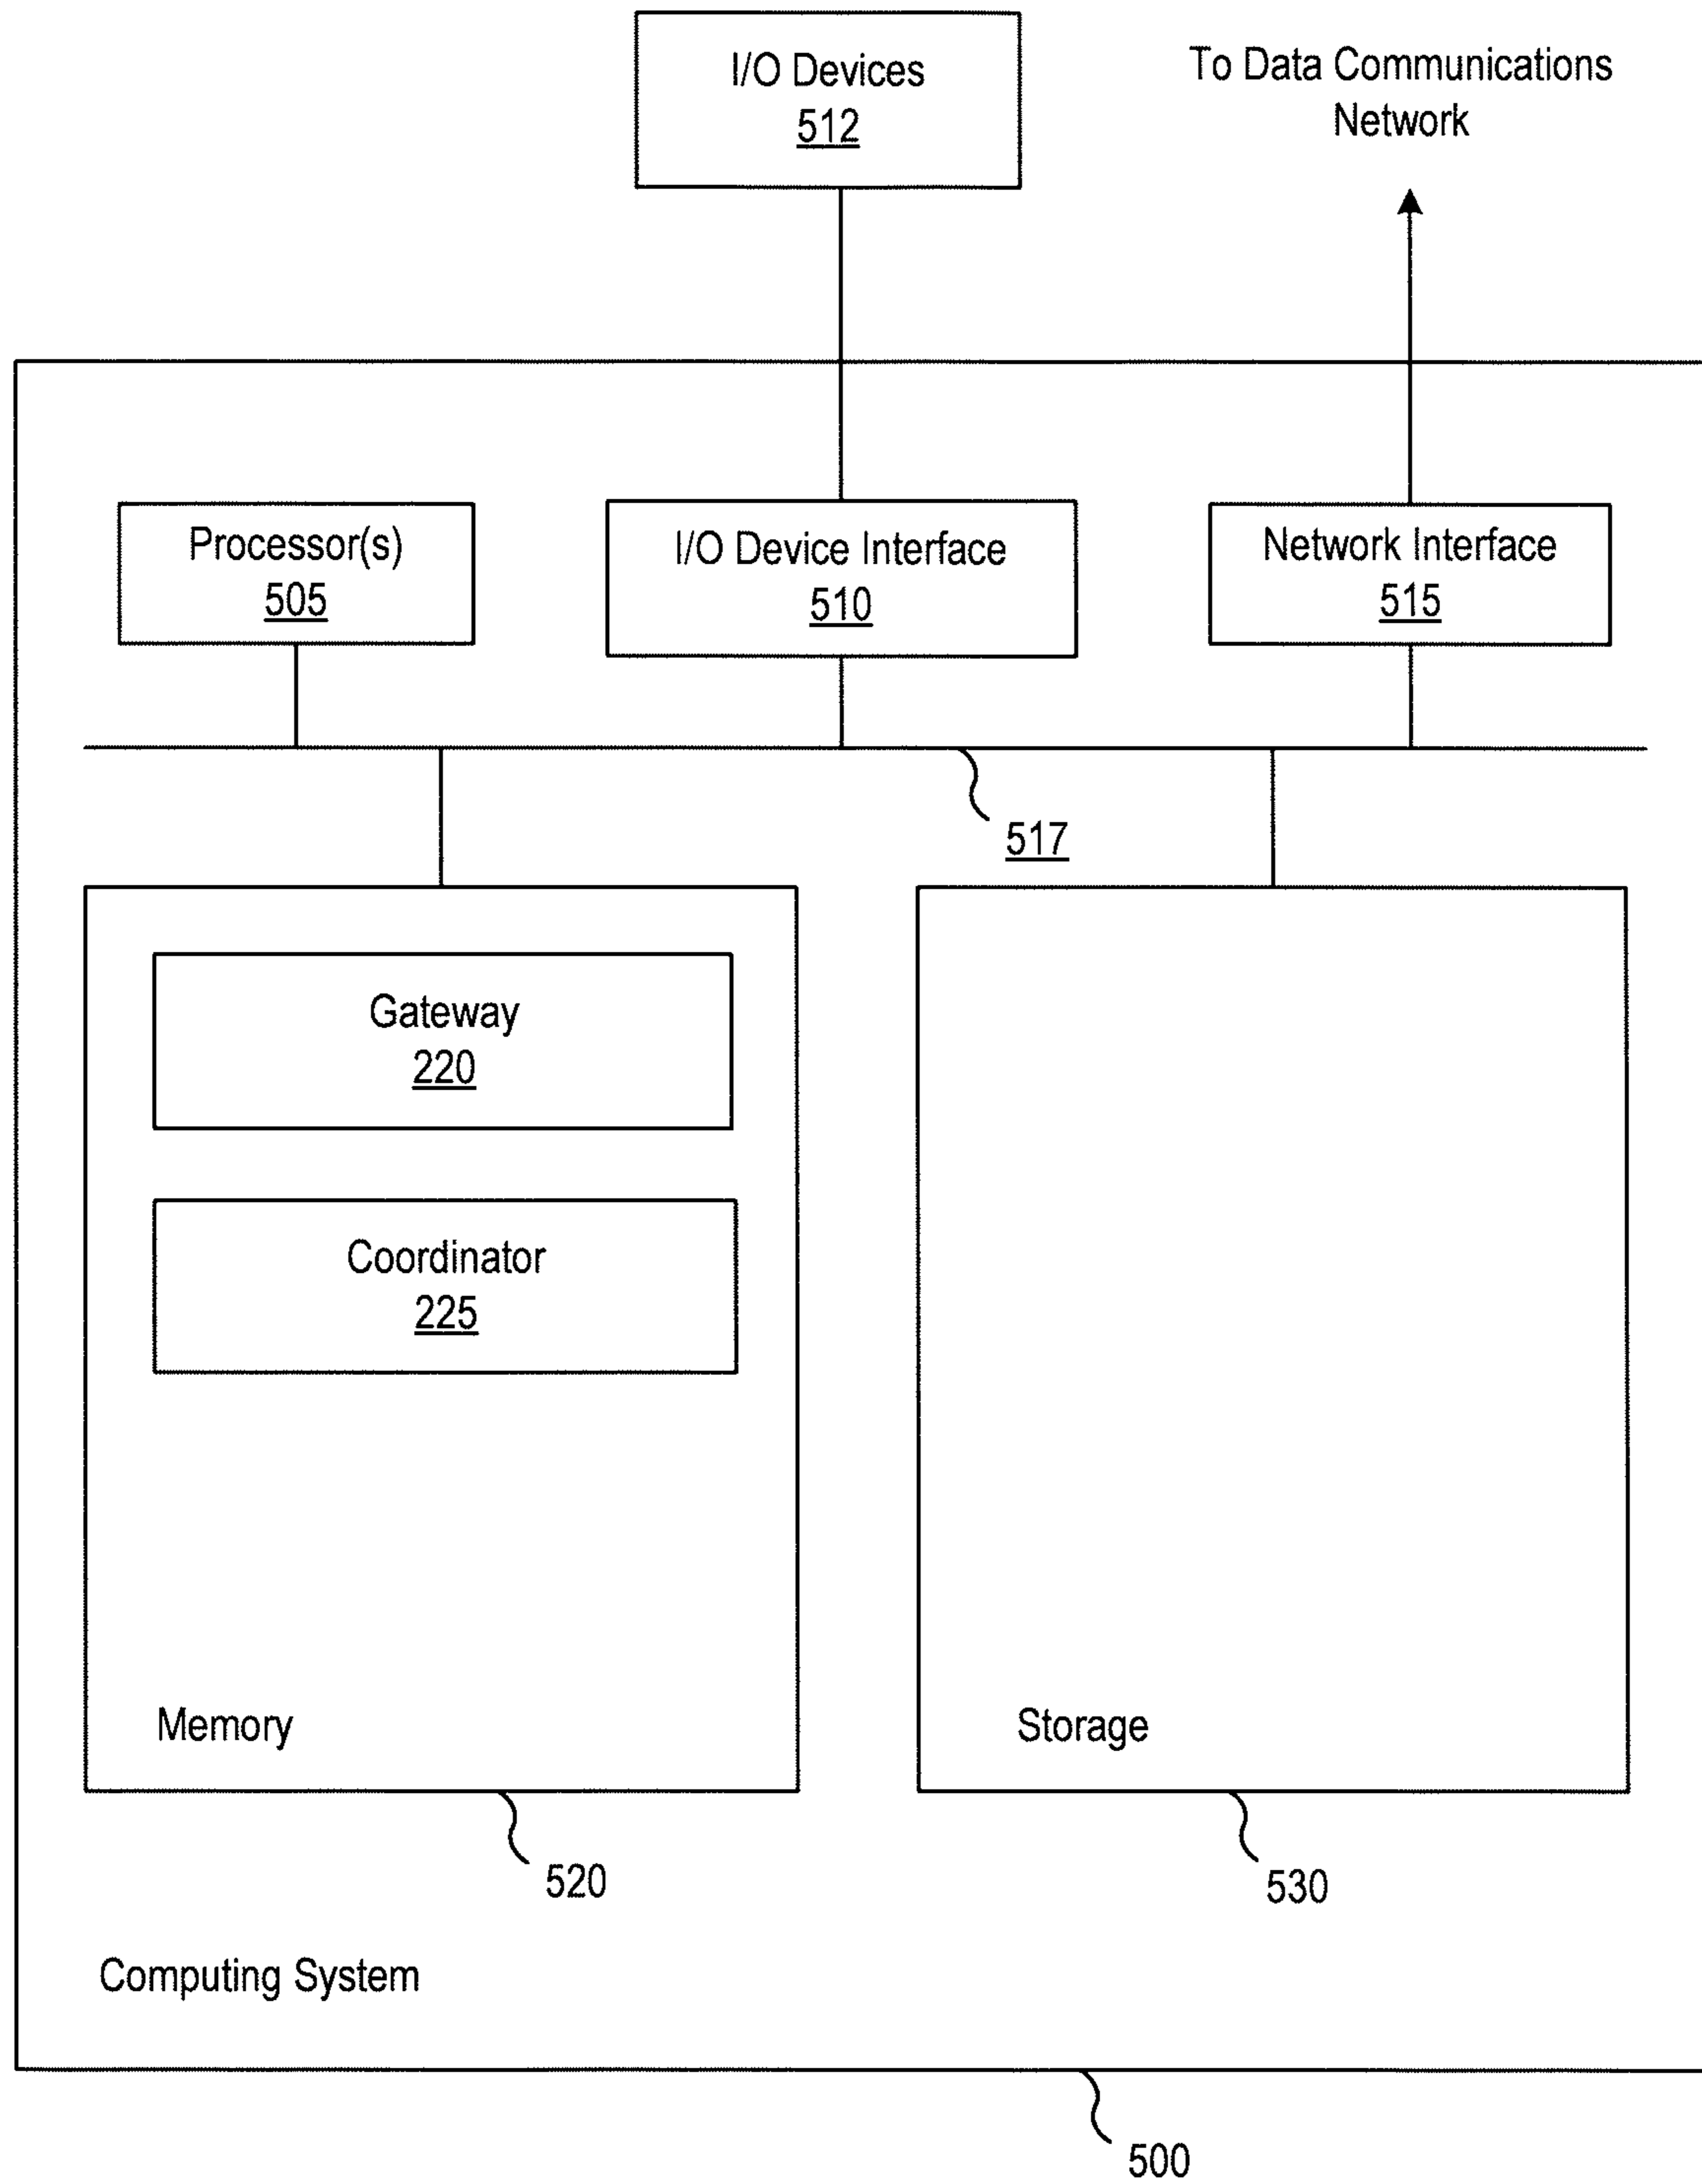 I/O Devices
512
To Data Communications
Network
Processor(s)
505
I/O Device Interface
510
Network Interface
515
517
Gateway
220
Coordinator
225
Memory
Storage
520
530
Computing System
500